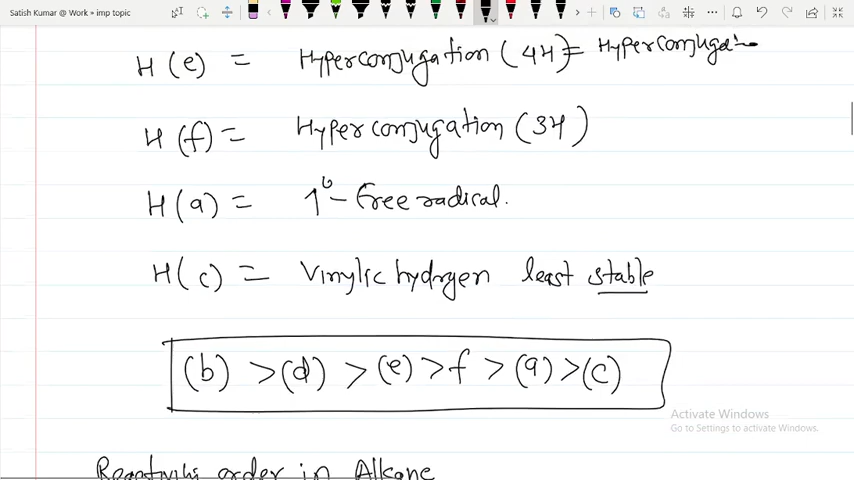 Satish Kumar @ Work » imp topic
H(e) = Hyperconjugation (4H) = Hyperconjugation
H(f) = Hyperconjugation (3H)
H(a) = 1° - free radical.
H(c) = Vinylic hydrogen least stable
(b) > (d) > (e) > f > (a) > (c)
Activate Windows
Go to Settings to activate Windows.
Reactivity order in Alkane